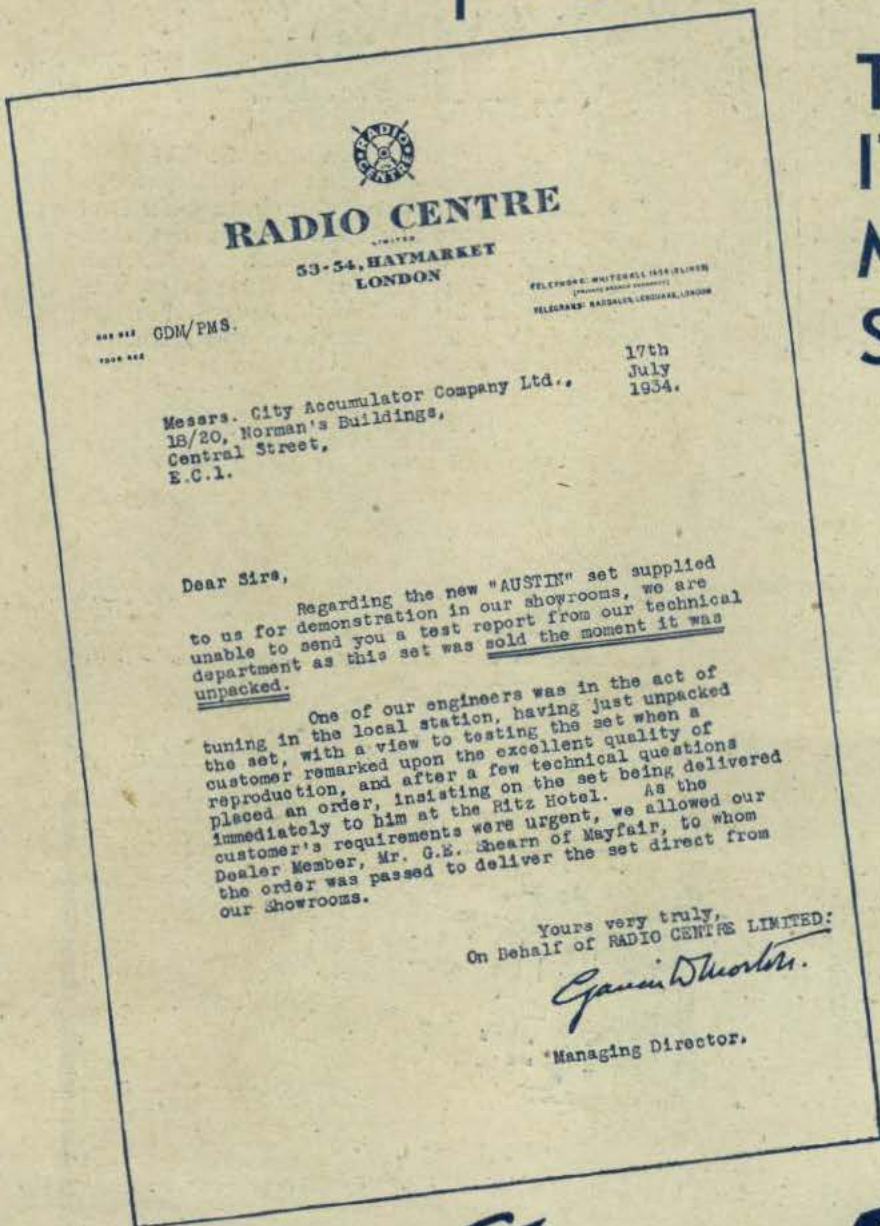 RADIO
CENTRE
RADIO CENTRE
LIMITED
53-54, HAYMARKET
LONDON
TELEGRAMS:
OUR REF GDM/PMS.
YOUR REF
17th
July
1934.
Messrs. City Accumulator Company Ltd.,
18/20, Norman's Buildings,
Central Street,
E.C.1.
Dear Sirs,
Regarding the new "AUSTIN" set supplied
to us for demonstration in our showrooms, we are
unable to send you a test report from our technical
department as this set was sold the moment it was
unpacked.
One of our engineers was in the act of
tuning in the local station, having just unpacked
the set, with a view to testing the set when a
customer remarked upon the excellent quality of
reproduction, and after a few technical questions
placed an order, insisting on the set being delivered
immediately to him at the Ritz Hotel. As the
customer's requirements were urgent, we allowed our
Dealer Member, Mr. G.E. Shearn of Mayfair, to whom
the order was passed to deliver the set direct from
our Showrooms.
Yours very truly,
On Behalf of RADIO CENTRE LIMITED:
Managing Director.